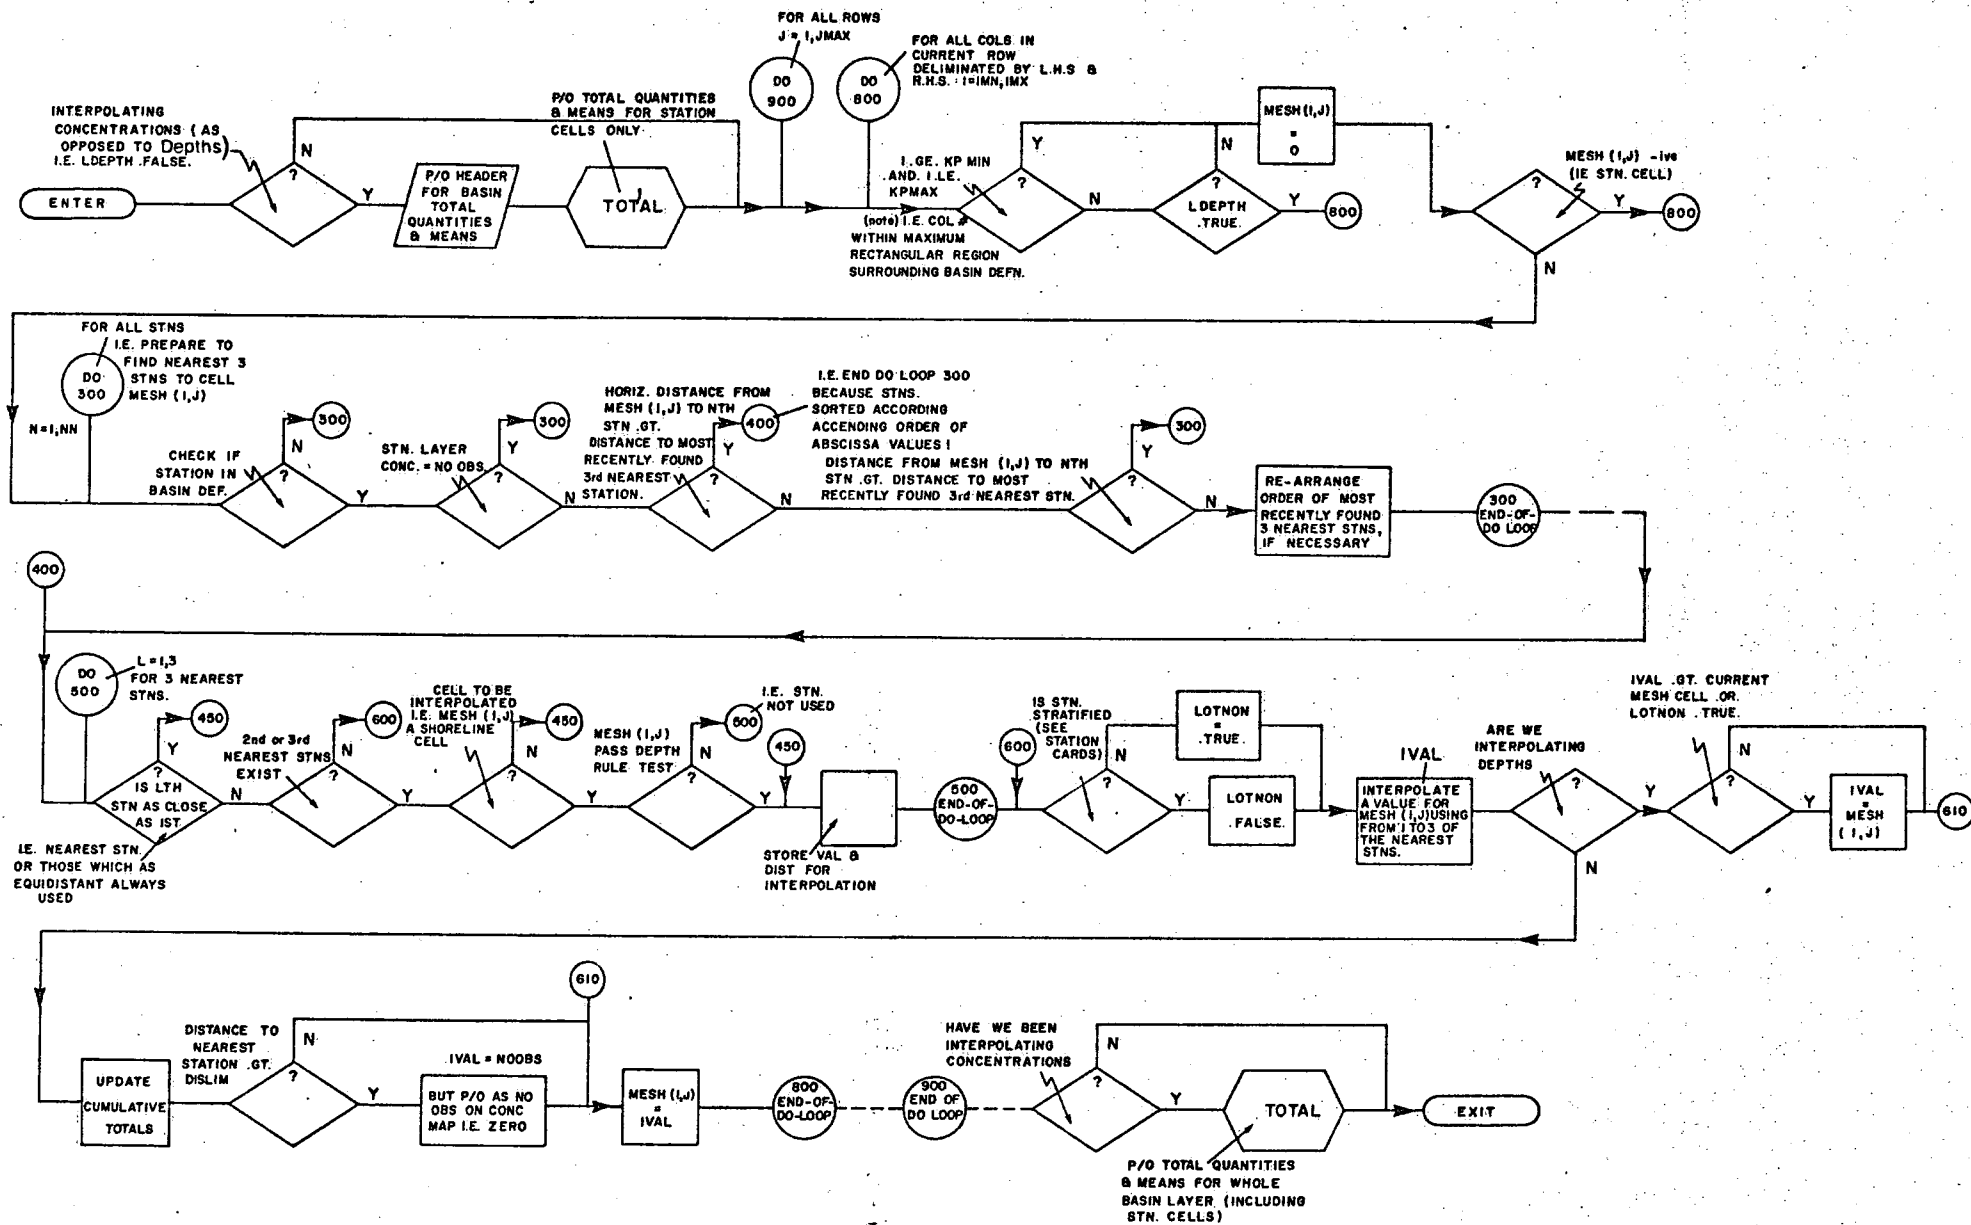 FOR ALL ROWS
J = 1, JMAX
DO
900
FOR ALL COLS IN
CURRENT ROW
DELIMINATED BY L.H.S &
R.H.S. : I=IMN, IMX
DO
800
INTERPOLATING
CONCENTRATIONS ( AS
OPPOSED TO Depths)
I.E. LDEPTH .FALSE.
ENTER
?
N
Y
P/O HEADER
FOR BASIN
TOTAL
QUANTITIES
& MEANS
P/O TOTAL QUANTITIES
& MEANS FOR STATION
CELLS ONLY
TOTAL
I .GE. KP MIN
.AND. I .LE.
KPMAX
(note) I.E. COL #
WITHIN MAXIMUM
RECTANGULAR REGION
SURROUNDING BASIN DEFN.
?
Y
N
?
L DEPTH
.TRUE.
N
Y
800
MESH (I,J)
=
0
MESH (I,J) -ive
(IE STN. CELL)
?
Y
800
N
FOR ALL STNS
I.E. PREPARE TO
FIND NEAREST 3
STNS TO CELL
MESH (I,J)
DO
300
N=1,NN
CHECK IF
STATION IN
BASIN DEF.
?
N
300
Y
STN. LAYER
CONC. = NO OBS.
?
Y
300
N
HORIZ. DISTANCE FROM
MESH (I,J) TO NTH
STN .GT.
DISTANCE TO MOST
RECENTLY FOUND
3rd NEAREST
STATION.
?
Y
400
N
I.E. END DO LOOP 300
BECAUSE STNS.
SORTED ACCORDING
ACCENDING ORDER OF
ABSCISSA VALUES !
DISTANCE FROM MESH (I,J) TO NTH
STN .GT. DISTANCE TO MOST
RECENTLY FOUND 3rd NEAREST STN.
?
Y
300
N
RE-ARRANGE
ORDER OF MOST
RECENTLY FOUND
3 NEAREST STNS,
IF NECESSARY
300
END-OF-
DO LOOP
400
DO
500
L = 1,3
FOR 3 NEAREST
STNS.
?
IS LTH
STN AS CLOSE
AS 1ST.
Y
450
N
I.E. NEAREST STN.
OR THOSE WHICH AS
EQUIDISTANT ALWAYS
USED
2nd or 3rd
NEAREST STNS
EXIST
?
N
600
Y
CELL TO BE
INTERPOLATED
I.E. MESH (I,J)
A SHORELINE
CELL
?
N
450
Y
MESH (I,J)
PASS DEPTH
RULE TEST
?
N
500
Y
I.E. STN.
NOT USED
450
STORE VAL &
DIST FOR
INTERPOLATION
500
END-OF-
DO-LOOP
600
IS STN.
STRATIFIED
(SEE
STATION
CARDS)
?
N
Y
LOTNON
=
.TRUE.
LOTNON
.FALSE.
IVAL
INTERPOLATE
A VALUE FOR
MESH (I,J) USING
FROM 1 TO 3 OF
THE NEAREST
STNS.
ARE WE
INTERPOLATING
DEPTHS
?
Y
N
IVAL .GT. CURRENT
MESH CELL .OR.
LOTNON .TRUE.
?
N
Y
IVAL
=
MESH
(I,J)
610
UPDATE
CUMULATIVE
TOTALS
DISTANCE TO
NEAREST
STATION .GT.
DISLIM
?
N
Y
IVAL = NOOBS
BUT P/O AS NO
OBS ON CONC
MAP I.E. ZERO
610
MESH (I,J)
=
IVAL
800
END-OF-
DO-LOOP
900
END OF
DO LOOP
HAVE WE BEEN
INTERPOLATING
CONCENTRATIONS
?
N
Y
TOTAL
P/O TOTAL QUANTITIES
& MEANS FOR WHOLE
BASIN LAYER (INCLUDING
STN. CELLS)
EXIT